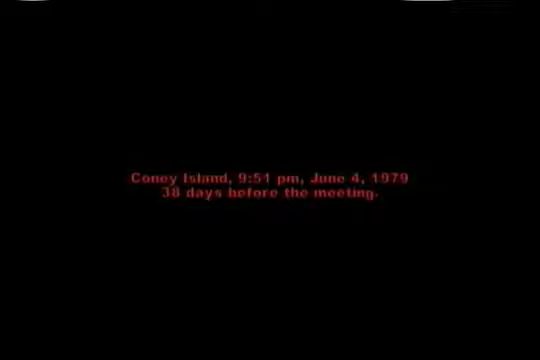 Coney Island, 9:51 pm, June 4, 1979
38 days before the meeting.